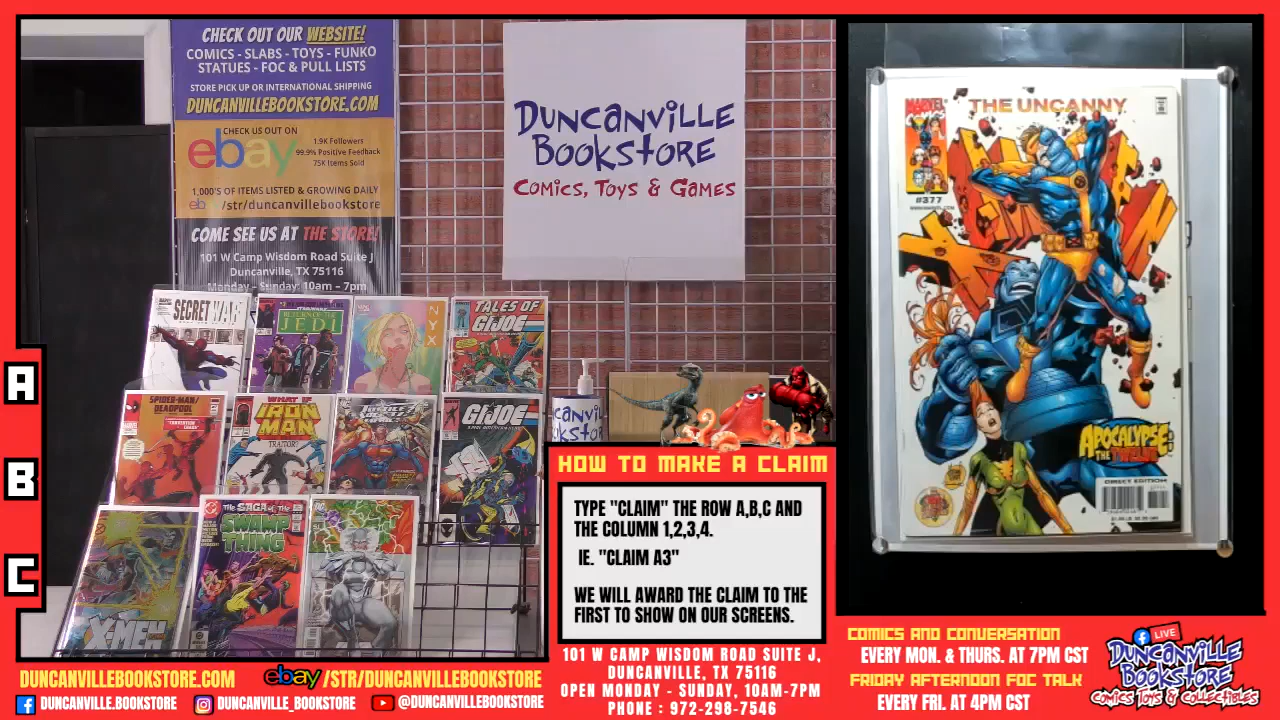 CHECK OUT OUR WEBSITE!
COMICS - SLABS - TOYS - FUNKO
STATUES - FOC & PULL LISTS
STORE PICK UP OR INTERNATIONAL SHIPPING
DUNCANVILLEBOOKSTORE.COM
CHECK US OUT ON
ebay
1.9K Followers
99.9% Positive Feedback
75K Items Sold
1,000'S OF ITEMS LISTED & GROWING DAILY
ebay/str/duncanvillebookstore
COME SEE US AT THE STORE!
101 W Camp Wisdom Road Suite J
Duncanville, TX 75116
Monday - Sunday: 10am - 7pm
DUNCANVILLE
BOOKSTORE
COMICS, TOYS & GAMES
SECRET WAR
RETURN OF THE
JEDI
NYX
TALES OF
G.I. JOE
A
SPIDER-MAN/
DEADPOOL
WHAT IF
IRON
MAN
TRAITOR?
G.I. JOE
B
X-MEN
THE SAGA OF THE
SWAMP
THING
DC
C
HOW TO MAKE A CLAIM
TYPE "CLAIM" THE ROW A,B,C AND
THE COLUMN 1,2,3,4.
IE. "CLAIM A3"
WE WILL AWARD THE CLAIM TO THE
FIRST TO SHOW ON OUR SCREENS.
101 W CAMP WISDOM ROAD SUITE J,
DUNCANVILLE, TX 75116
OPEN MONDAY - SUNDAY, 10AM-7PM
PHONE : 972-298-7546
MARVEL
COMICS
#377
THE UNCANNY
X-MEN
APOCALYPSE:
THE TWELVE
DIRECT EDITION
DUNCANVILLEBOOKSTORE.COM
ebay/STR/DUNCANVILLEBOOKSTORE
DUNCANVILLE.BOOKSTORE
DUNCANVILLE_BOOKSTORE
@DUNCANVILLEBOOKSTORE
COMICS AND CONVERSATION
EVERY MON. & THURS. AT 7PM CST
FRIDAY AFTERNOON FOC TALK
EVERY FRI. AT 4PM CST
LIVE
DUNCANVILLE
BOOKSTORE
COMICS TOYS & COLLECTIBLES